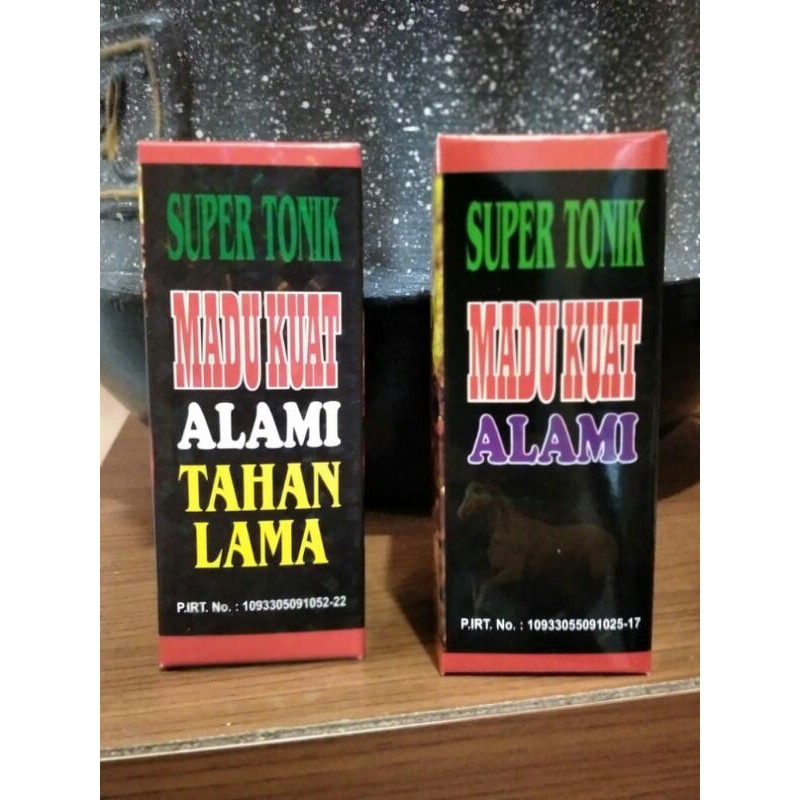 SUPER TONIK
MADU KUAT
ALAMI
TAHAN
LAMA
P.IRT. No. : 1093305091052-22
SUPER TONIK
MADU KUAT
ALAMI
P.IRT. No. : 10933055091025-17